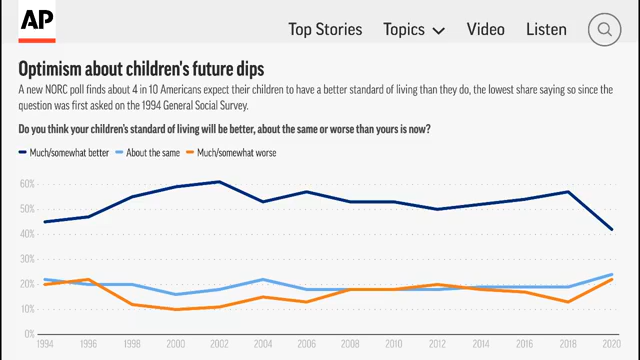 AP
Top Stories Topics Video Listen
Optimism about children's future dips
A new NORC poll finds about 4 in 10 Americans expect their children to have a better standard of living than they do, the lowest share saying so since the
question was first asked on the 1994 General Social Survey.
Do you think your children's standard of living will be better, about the same or worse than yours is now?
Much/somewhat better About the same Much/somewhat worse
60%
50%
40%
30%
20%
10%
0%
1994 1996 1998 2000 2002 2004 2006 2008 2010 2012 2014 2016 2018 2020